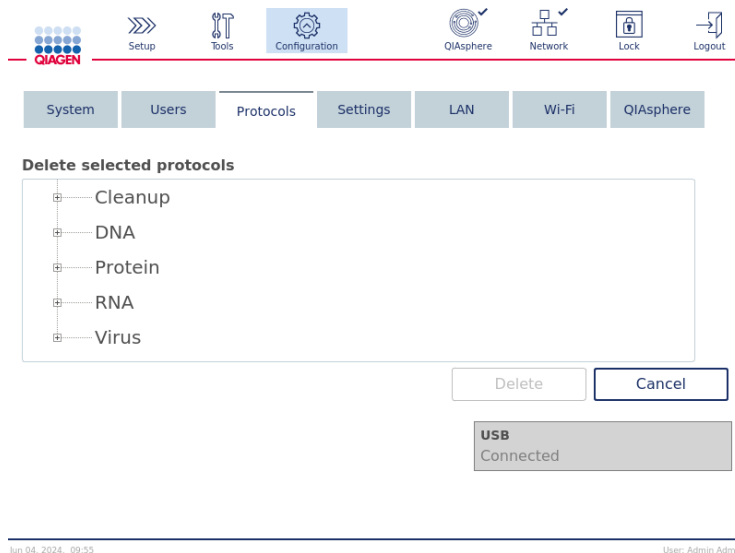 QIAGEN
Setup
Tools
Configuration
QIAsphere
Network
Lock
Logout
System
Users
Protocols
Settings
LAN
Wi-Fi
QIAsphere
Delete selected protocols
Cleanup
DNA
Protein
RNA
Virus
Delete
Cancel
USB
Connected
Jun 04, 2024, 09:55
User: Admin Adm